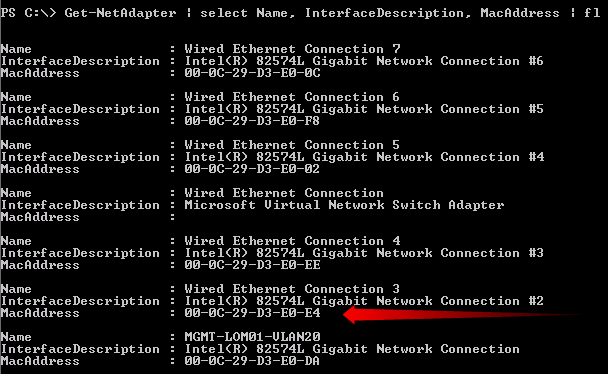 PS C:\> Get-NetAdapter | select Name, InterfaceDescription, MacAddress | fl
Name                 : Wired Ethernet Connection 7
InterfaceDescription : Intel(R) 82574L Gigabit Network Connection #6
MacAddress           : 00-0C-29-D3-E0-0C
Name                 : Wired Ethernet Connection 6
InterfaceDescription : Intel(R) 82574L Gigabit Network Connection #5
MacAddress           : 00-0C-29-D3-E0-F8
Name                 : Wired Ethernet Connection 5
InterfaceDescription : Intel(R) 82574L Gigabit Network Connection #4
MacAddress           : 00-0C-29-D3-E0-02
Name                 : Wired Ethernet Connection
InterfaceDescription : Microsoft Virtual Network Switch Adapter
MacAddress           :
Name                 : Wired Ethernet Connection 4
InterfaceDescription : Intel(R) 82574L Gigabit Network Connection #3
MacAddress           : 00-0C-29-D3-E0-EE
Name                 : Wired Ethernet Connection 3
InterfaceDescription : Intel(R) 82574L Gigabit Network Connection #2
MacAddress           : 00-0C-29-D3-E0-E4
Name                 : MGMT-LOM01-VLAN20
InterfaceDescription : Intel(R) 82574L Gigabit Network Connection
MacAddress           : 00-0C-29-D3-E0-DA